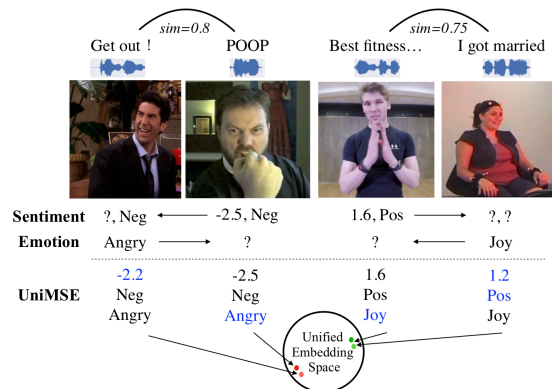 sim=0.8 sim=0.75
Get out ! POOP Best fitness… I got married
Sentiment ?, Neg -2.5, Neg 1.6, Pos ?, ?
Emotion Angry ? ? Joy
-2.2 -2.5 1.6 1.2
UniMSE Neg Neg Pos Pos
Angry Angry Joy Joy
Unified
Embedding
Space